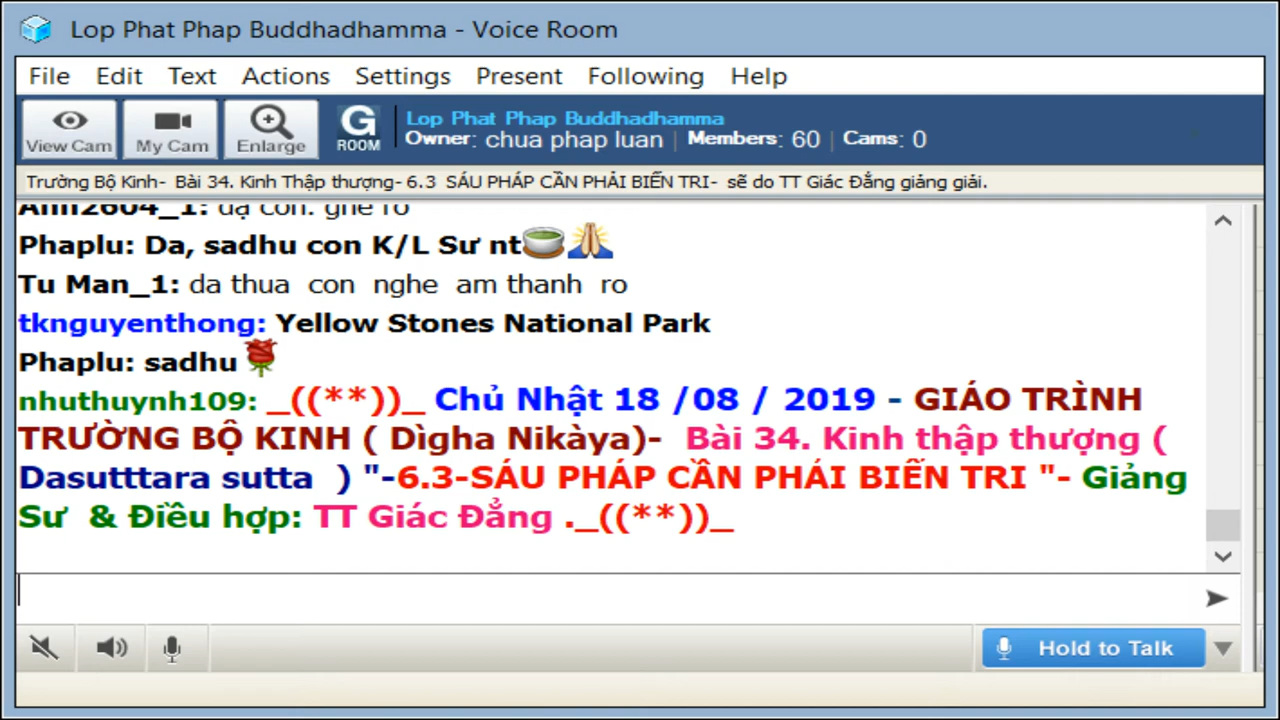 Lop Phat Phap Buddhadhamma - Voice Room
File Edit Text Actions Settings Present Following Help
View Cam My Cam Enlarge G ROOM
Lop Phat Phap Buddhadhamma
Owner: chua phap luan | Members: 60 | Cams: 0
Trường Bộ Kinh- Bài 34. Kinh Thập thượng- 6.3 SÁU PHÁP CẦN PHẢI BIẾN TRI- sẽ do TT Giác Đẳng giảng giải.
Anh2604_1: dạ con. ghe ro
Phaplu: Da, sadhu con K/L Sư nt🍵🙏
Tu Man_1: da thua con nghe am thanh ro
tknguyenthong: Yellow Stones National Park
Phaplu: sadhu🌹
nhuthuynh109: _((**))_ Chủ Nhật 18 /08 / 2019 - GIÁO TRÌNH
TRƯỜNG BỘ KINH ( Dìgha Nikàya)- Bài 34. Kinh thập thượng (
Dasutttara sutta ) "-6.3-SÁU PHÁP CẦN PHẢI BIẾN TRI "- Giảng
Sư & Điều hợp: TT Giác Đẳng ._((**))_
Hold to Talk